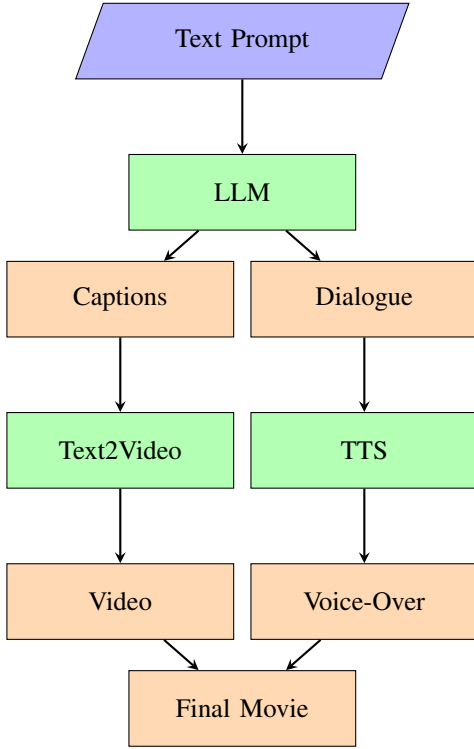 Text Prompt
LLM
Captions
Dialogue
Text2Video
TTS
Video
Voice-Over
Final Movie